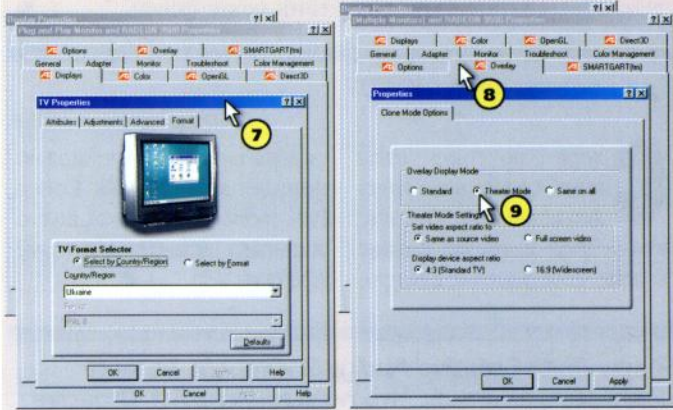 Display Properties
Plug and Play Monitor and RADEON 9500 Properties
Options Overlay SMARTGART(tm)
General Adapter Monitor Troubleshoot Color Management
Displays Color OpenGL Direct3D
TV Properties
7
Attributes Adjustments Advanced Format
TV Format Selector
Select by Country/Region Select by Format
Country/Region
Ukraine
Format
Defaults
OK Cancel Apply Help
OK Cancel Apply Help
Display Properties
(Multiple Monitors) and RADEON 9500 Properties
Displays Color OpenGL Direct3D
General Adapter Monitor Troubleshoot Color Management
Options Overlay SMARTGART(tm)
8
Properties
Clone Mode Options
Overlay Display Mode
Standard Theater Mode Same on all
9
Theater Mode Settings
Set video aspect ratio to
Same as source video Full screen video
Display device aspect ratio
4:3 (Standard TV) 16:9 (Widescreen)
OK Cancel Apply